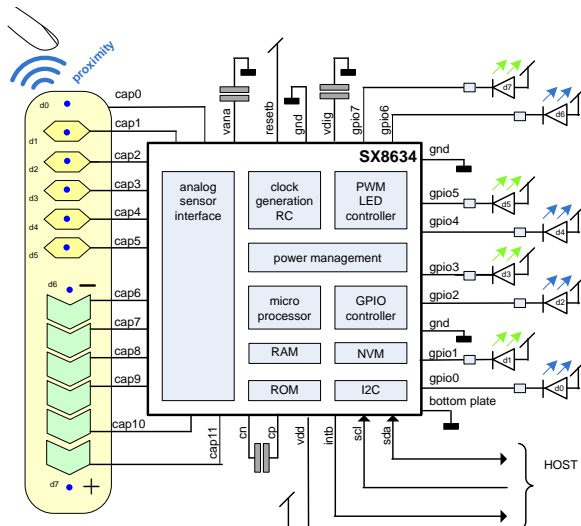 proximity
d0
d1
d2
d3
d4
d5
d6
−
d7
+
cap0
cap1
cap2
cap3
cap4
cap5
cap6
cap7
cap8
cap9
cap10
cap11
vana
resetb
gnd
vdig
gpio7
gpio6
d7
d6
SX8634
analog
sensor
interface
clock
generation
RC
PWM
LED
controller
power management
micro
processor
GPIO
controller
RAM
NVM
ROM
I2C
gnd
gpio5
d5
gpio4
d4
gpio3
d3
gpio2
d2
gnd
gpio1
d1
gpio0
d0
bottom plate
cn
cp
vdd
intb
scl
sda
HOST